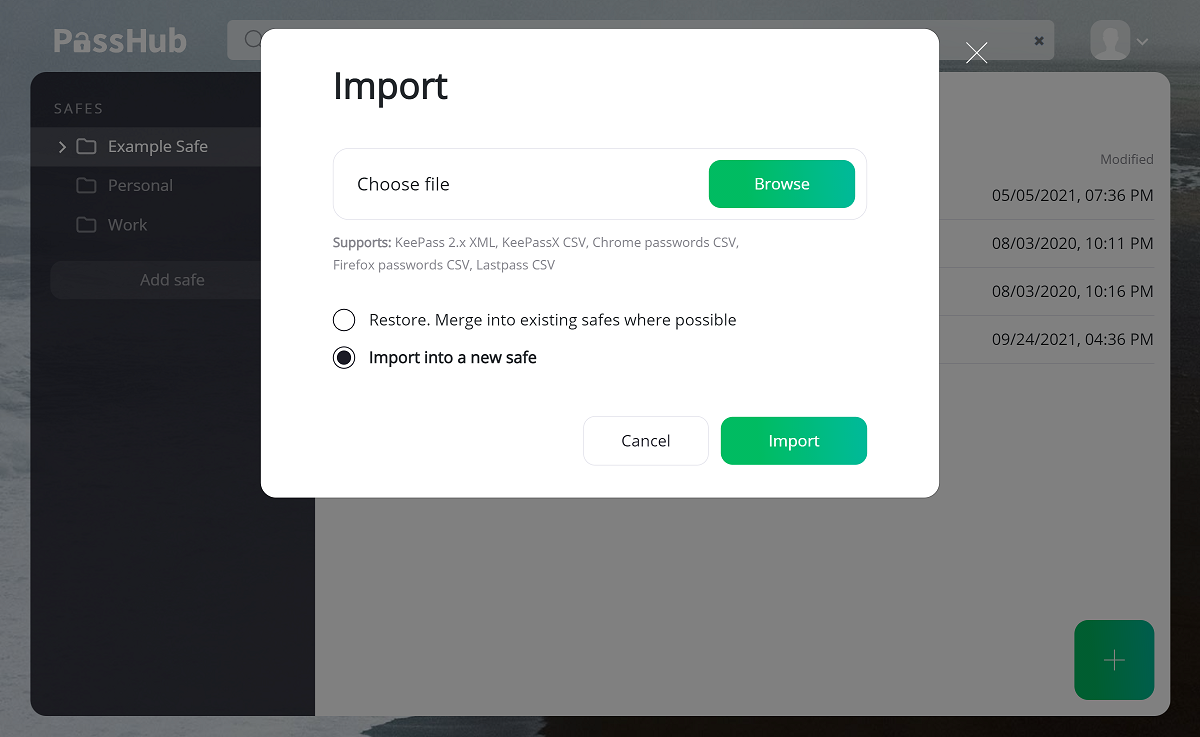 PassHub
SAFES
Example Safe
Personal
Work
Add safe
Import
Choose file
Browse
Supports: KeePass 2.x XML, KeePassX CSV, Chrome passwords CSV,
Firefox passwords CSV, Lastpass CSV
Restore. Merge into existing safes where possible
Import into a new safe
Cancel
Import
Modified
05/05/2021, 07:36 PM
08/03/2020, 10:11 PM
08/03/2020, 10:16 PM
09/24/2021, 04:36 PM